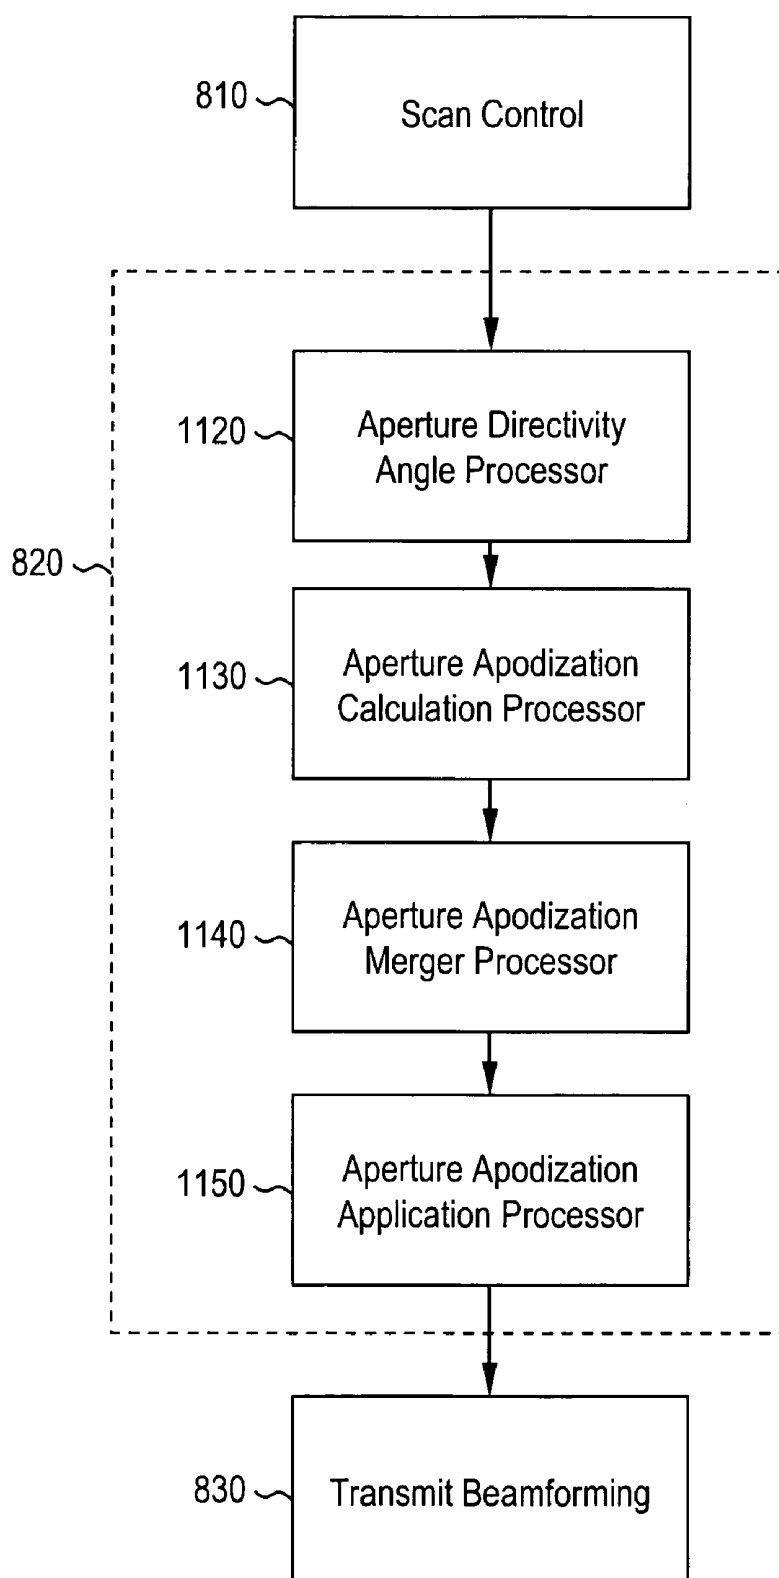 810
Scan Control
1120
Aperture Directivity
Angle Processor
820
1130
Aperture Apodization
Calculation Processor
1140
Aperture Apodization
Merger Processor
1150
Aperture Apodization
Application Processor
830
Transmit Beamforming